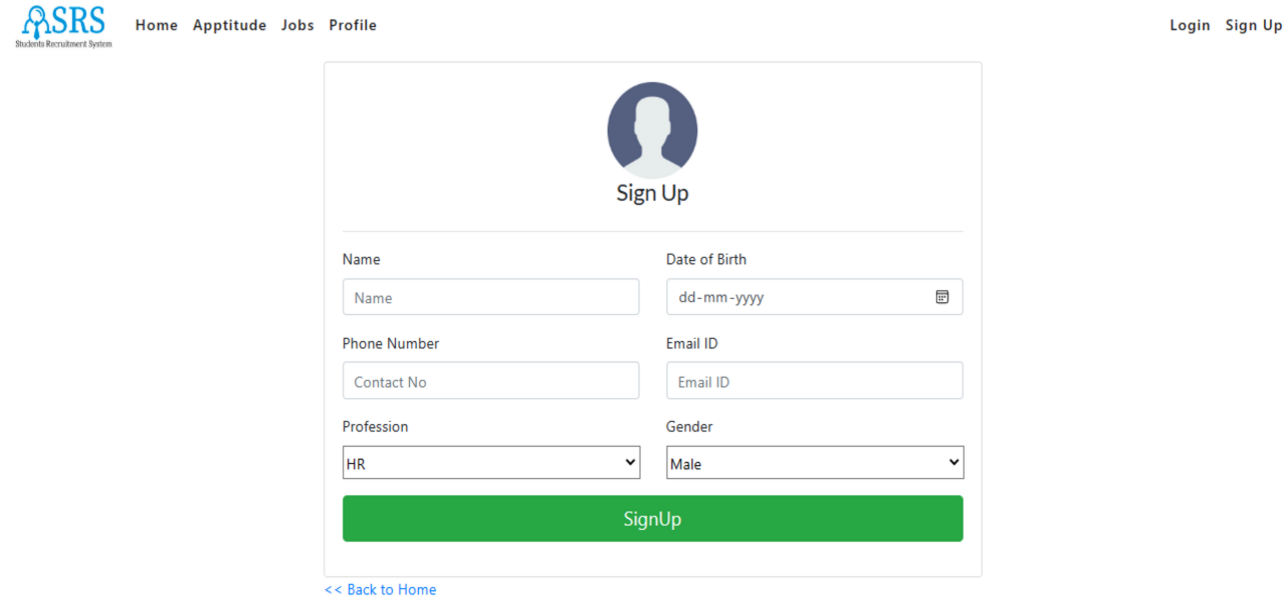 SRS
Students Recruitment System
Home Apptitude Jobs Profile
Login Sign Up
Sign Up
Name Date of Birth
Name dd-mm-yyyy
Phone Number Email ID
Contact No Email ID
Profession Gender
HR Male
SignUp
<< Back to Home